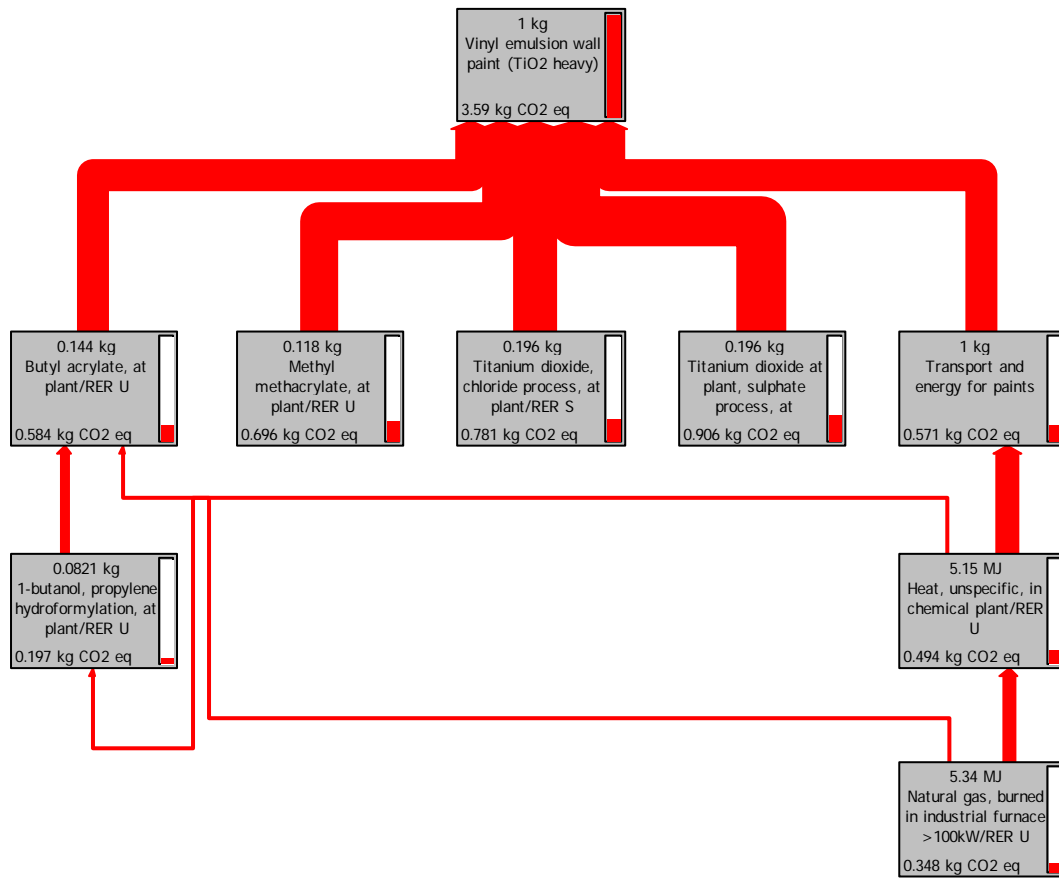 1 kg
Vinyl emulsion wall
paint (TiO2 heavy)
3.59 kg CO2 eq
0.144 kg
Butyl acrylate, at
plant/RER U
0.584 kg CO2 eq
0.118 kg
Methyl
methacrylate, at
plant/RER U
0.696 kg CO2 eq
0.196 kg
Titanium dioxide,
chloride process, at
plant/RER S
0.781 kg CO2 eq
0.196 kg
Titanium dioxide at
plant, sulphate
process, at
0.906 kg CO2 eq
1 kg
Transport and
energy for paints
0.571 kg CO2 eq
0.0821 kg
1-butanol, propylene
hydroformylation, at
plant/RER U
0.197 kg CO2 eq
5.15 MJ
Heat, unspecific, in
chemical plant/RER
U
0.494 kg CO2 eq
5.34 MJ
Natural gas, burned
in industrial furnace
>100kW/RER U
0.348 kg CO2 eq